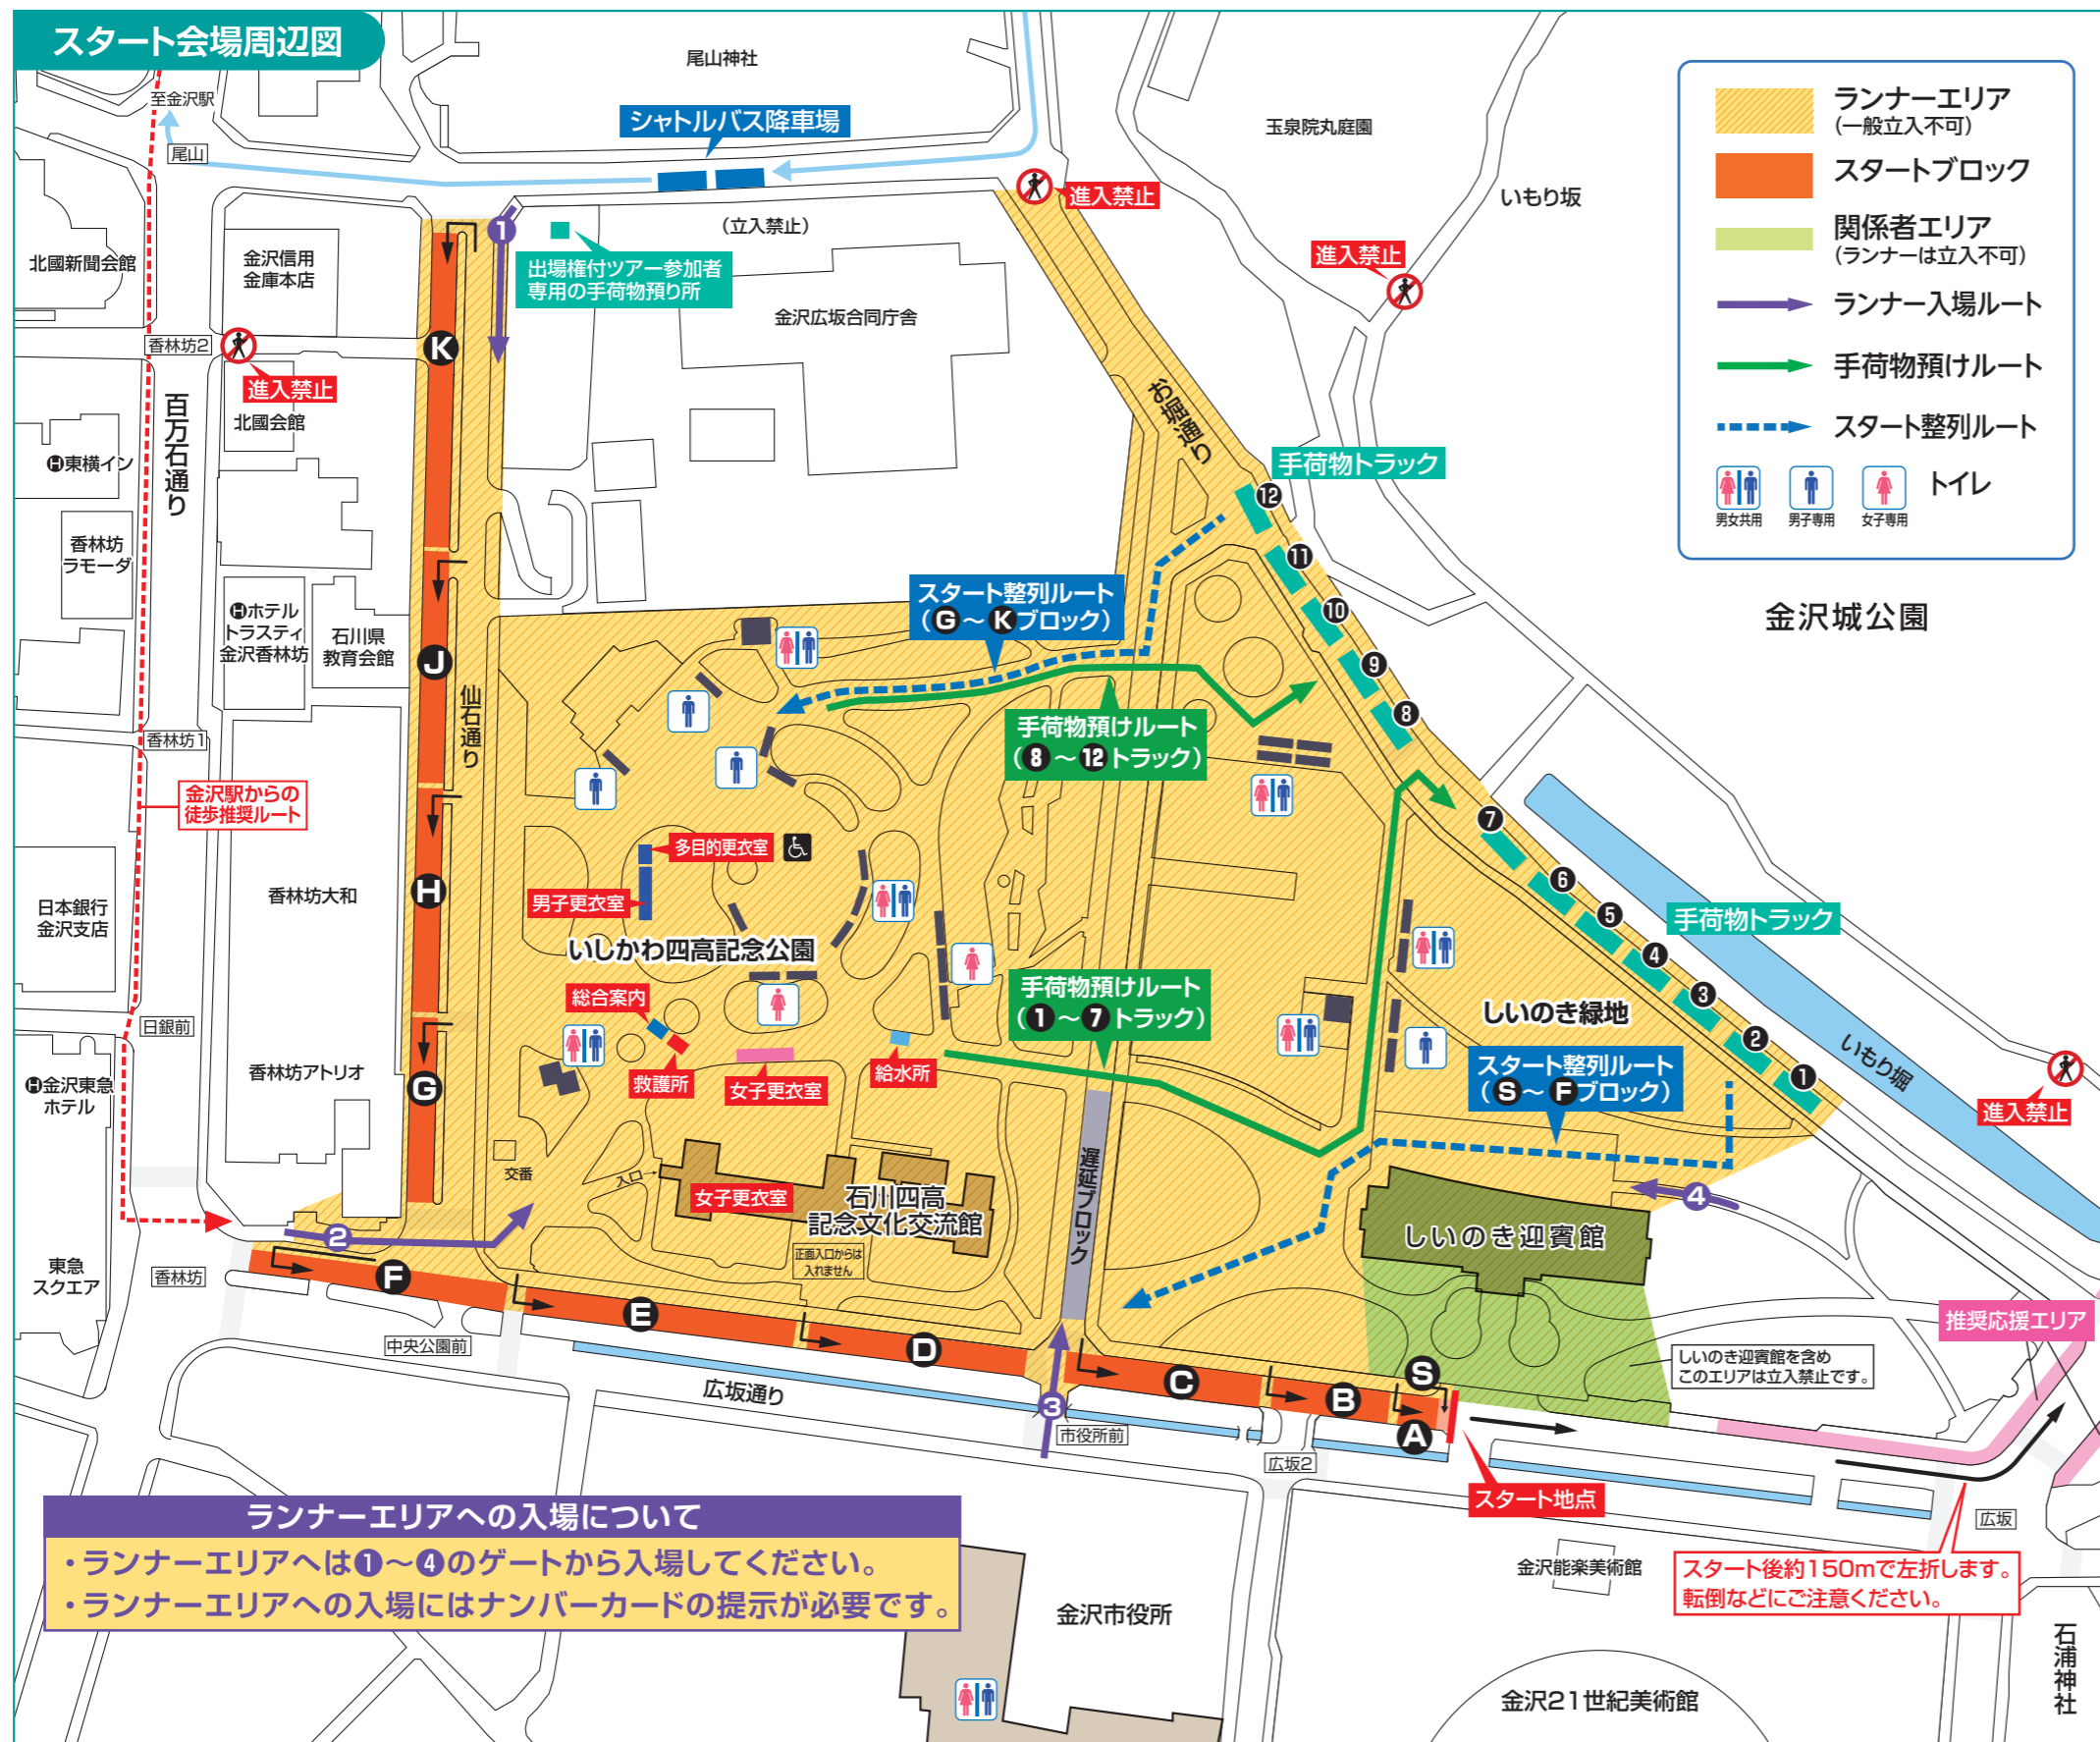 スタート会場周辺図
尾山神社
至金沢駅
尾山
シャトルバス降車場
玉泉院丸庭園
いもり坂
進入禁止
ランナーエリア
(一般立入不可)
スタートブロック
関係者エリア
(ランナーは立入不可)
ランナー入場ルート
手荷物預けルート
スタート整列ルート
トイレ
男女共用
男子専用
女子専用
1
(立入禁止)
出場権付ツアー参加者
専用の手荷物預り所
進入禁止
北國新聞会館
金沢信用
金庫本店
金沢広坂合同庁舎
香林坊2
K
進入禁止
北國会館
百万石通り
お堀通り
H東横イン
手荷物トラック
12
11
10
9
8
香林坊
ラモーダ
Hホテル
トラスティ
金沢香林坊
石川県
教育会館
J
仙石通り
スタート整列ルート
(G～Kブロック)
金沢城公園
手荷物預けルート
(8～12トラック)
香林坊1
金沢駅からの
徒歩推奨ルート
7
6
5
4
3
2
1
手荷物トラック
多目的更衣室
男子更衣室
H
香林坊大和
日本銀行
金沢支店
いしかわ四高記念公園
総合案内
救護所
女子更衣室
給水所
手荷物預けルート
(1～7トラック)
しいのき緑地
スタート整列ルート
(S～Fブロック)
いもり堀
進入禁止
日銀前
香林坊アトリオ
G
H金沢東急
ホテル
交番
入口
女子更衣室
石川四高
記念文化交流館
正面入口からは
入れません
遅延ブロック
しいのき迎賓館
4
2
東急
スクエア
香林坊
F
E
D
C
B
S
A
中央公園前
広坂通り
3
市役所前
広坂2
スタート地点
推奨応援エリア
しいのき迎賓館を含め
このエリアは立入禁止です。
広坂
スタート後約150mで左折します。
転倒などにご注意ください。
ランナーエリアへの入場について
・ランナーエリアへは1～4のゲートから入場してください。
・ランナーエリアへの入場にはナンバーカードの提示が必要です。
金沢市役所
金沢能楽美術館
金沢21世紀美術館
石浦神社